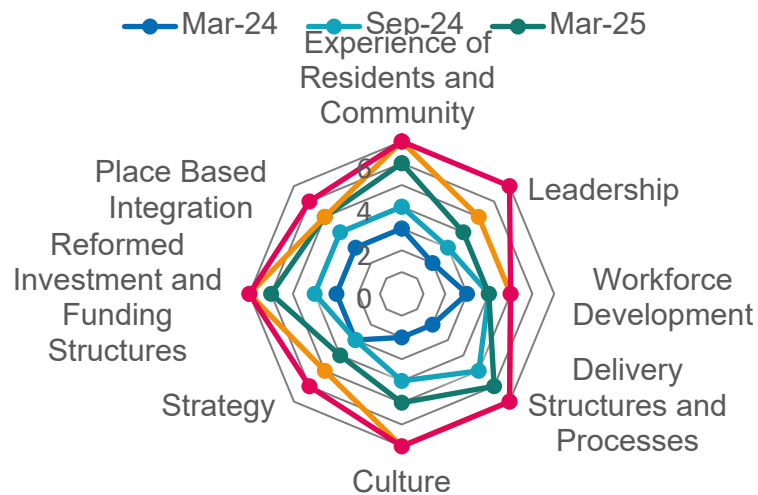 Mar-24 Sep-24 Mar-25
Experience of
Residents and
Community
Leadership
Workforce
Development
Delivery
Structures and
Processes
Culture
Strategy
Reformed
Investment and
Funding
Structures
Place Based
Integration
6
4
2
0